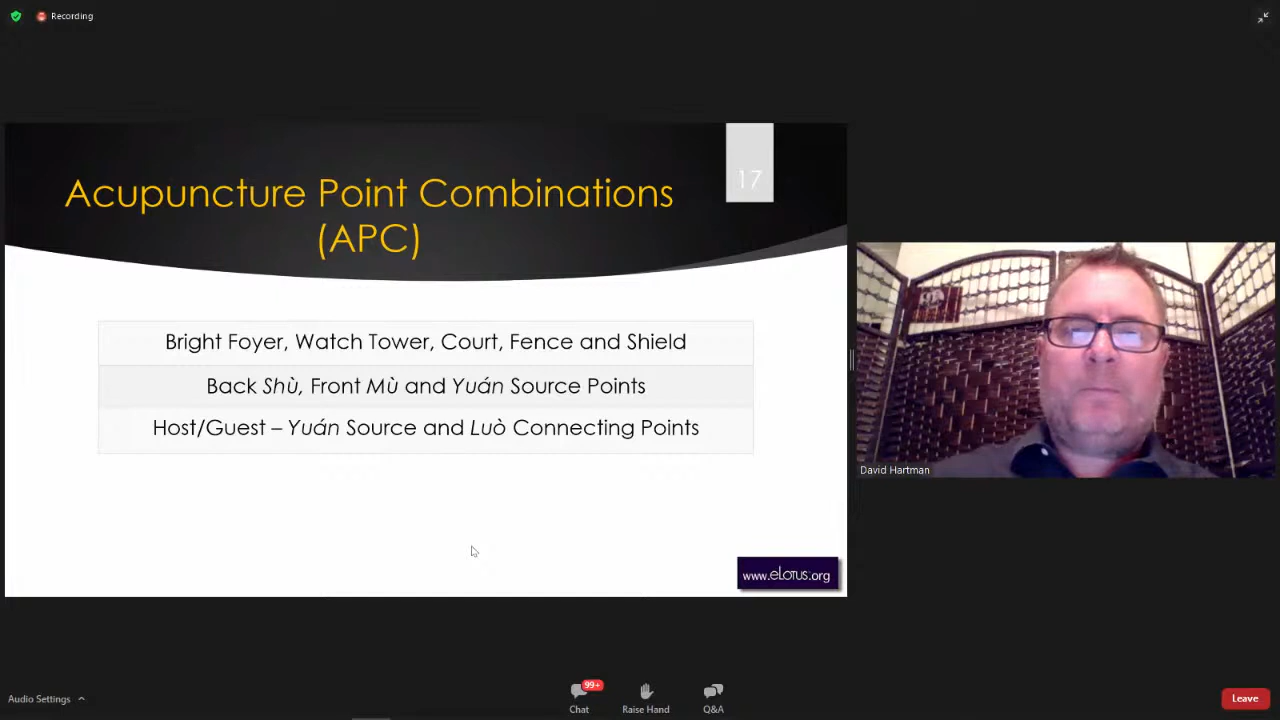 Recording
Acupuncture Point Combinations
(APC)
17
Bright Foyer, Watch Tower, Court, Fence and Shield
Back Shù, Front Mù and Yuán Source Points
Host/Guest – Yuán Source and Luò Connecting Points
www.eLotus.org
David Hartman
Audio Settings
99+
Chat
Raise Hand
Q&A
Leave